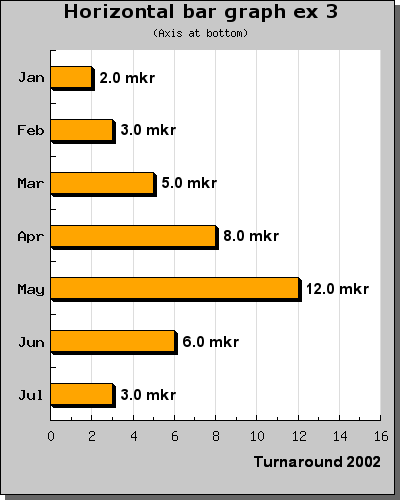 Horizontal bar graph ex 3
(Axis at bottom)
Jan 2.0 mkr
Feb 3.0 mkr
Mar 5.0 mkr
Apr 8.0 mkr
May 12.0 mkr
Jun 6.0 mkr
Jul 3.0 mkr
0 2 4 6 8 10 12 14 16
Turnaround 2002